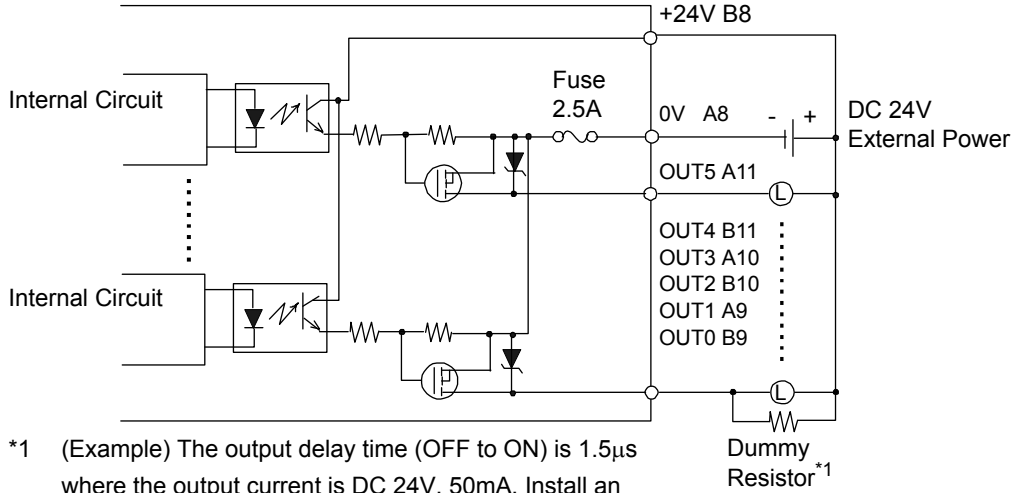 +24V B8
Internal Circuit
Fuse
2.5A
0V A8 - +
DC 24V
External Power
OUT5 A11
L
OUT4 B11
OUT3 A10
OUT2 B10
OUT1 A9
OUT0 B9
Internal Circuit
L
Dummy
Resistor*1
*1 (Example) The output delay time (OFF to ON) is 1.5μs
where the output current is DC 24V, 50mA. Install an